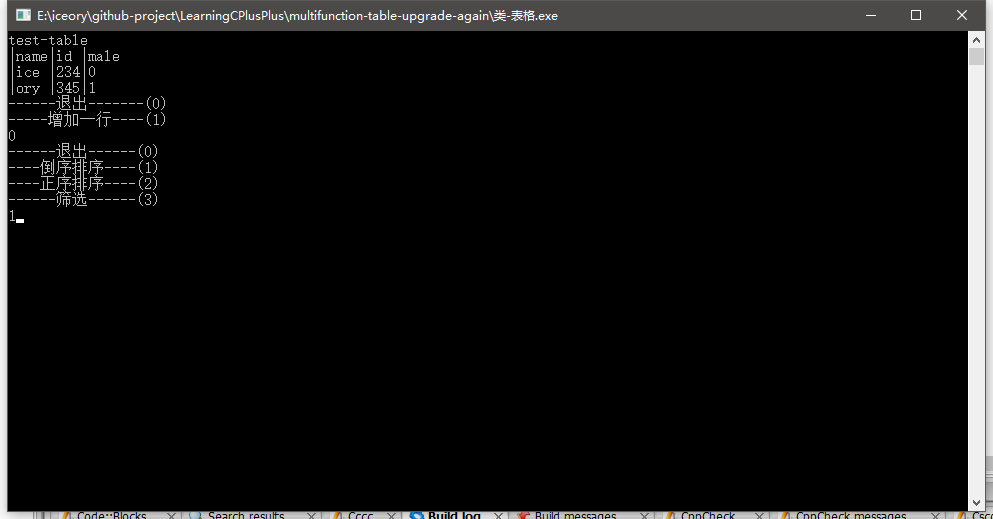 E:\iceory\github-project\LearningCPlusPlus\multifunction-table-upgrade-again\类-表格.exe
test-table
|name|id |male
|ice |234|0
|ory |345|1
------退出-------(0)
-----增加一行----(1)
0
------退出------(0)
----倒序排序----(1)
----正序排序----(2)
------筛选------(3)
1
Code::Blocks Search results Cccc Build log Build messages CppCheck CppCheck messages Cscc